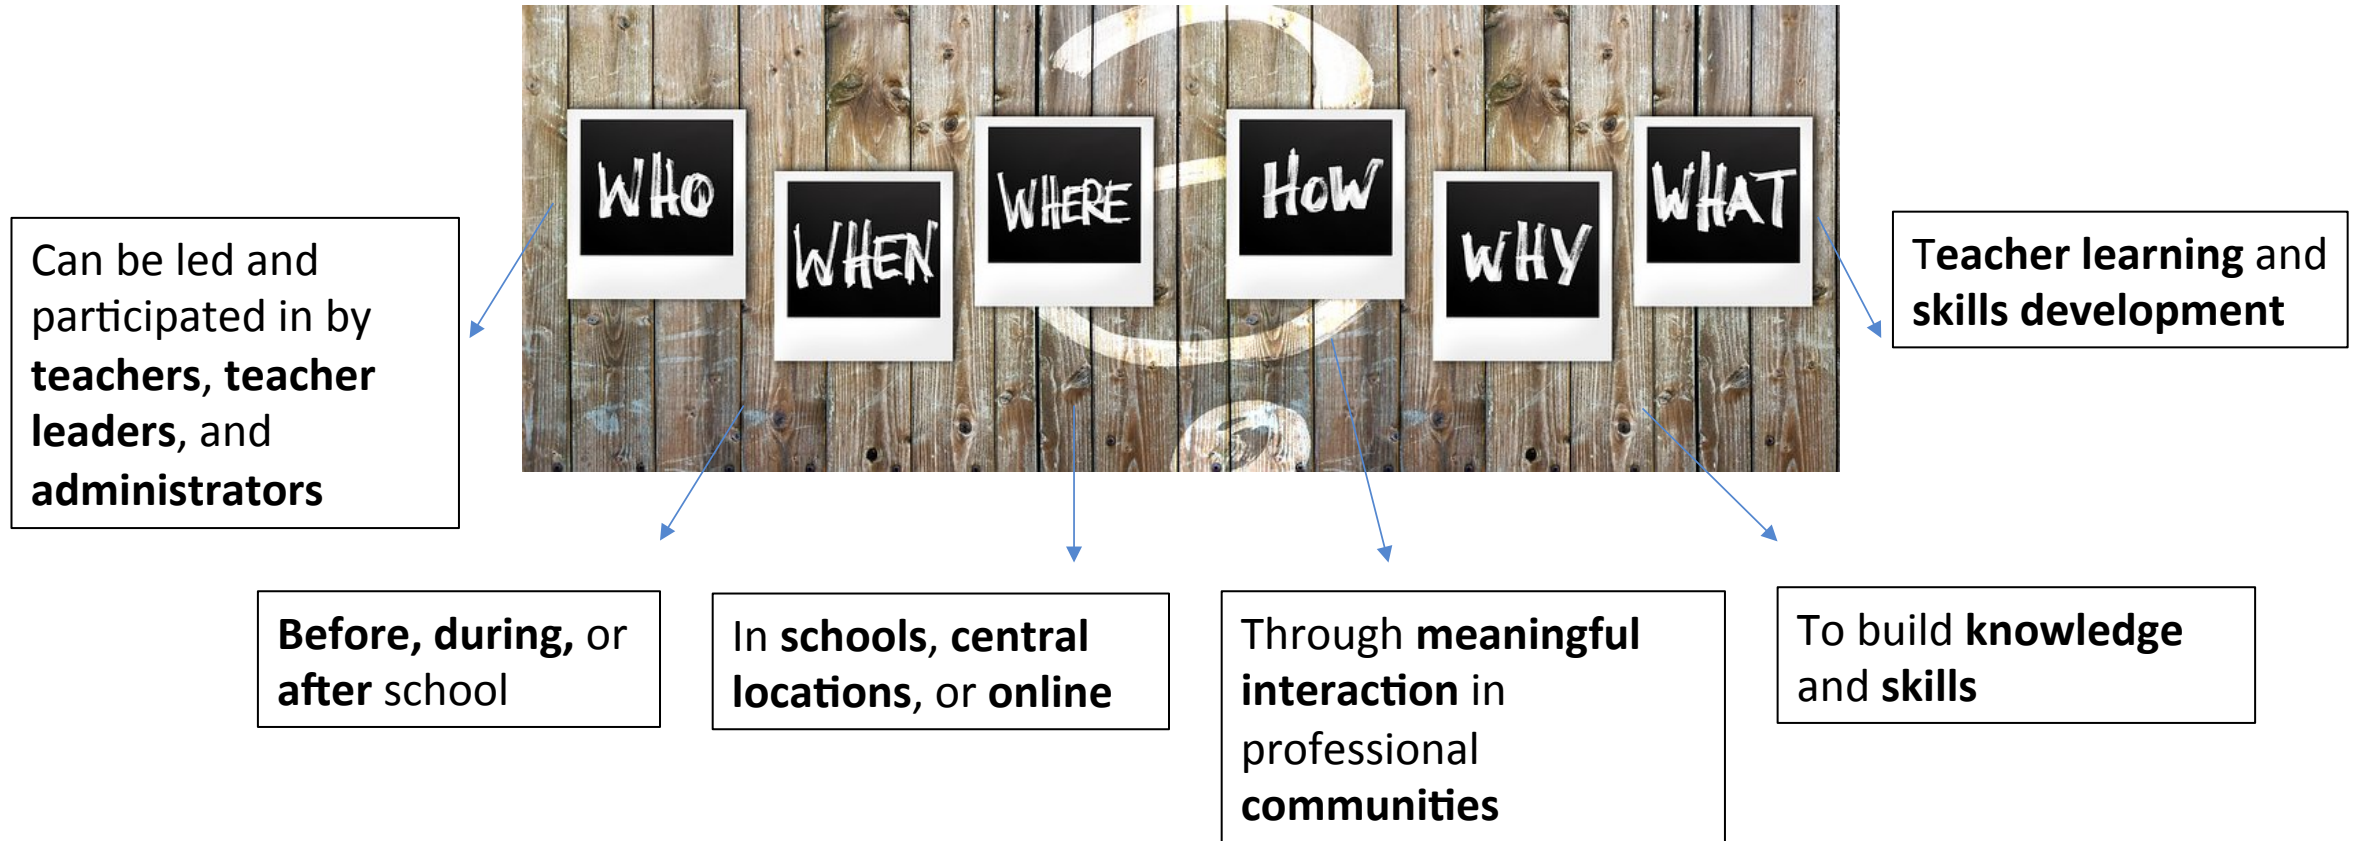 WHO
WHEN
WHERE
HOW
WHY
WHAT
Can be led and
participated in by
teachers, teacher
leaders, and
administrators
Teacher learning and
skills development
Before, during, or
after school
In schools, central
locations, or online
Through meaningful
interaction in
professional
communities
To build knowledge
and skills